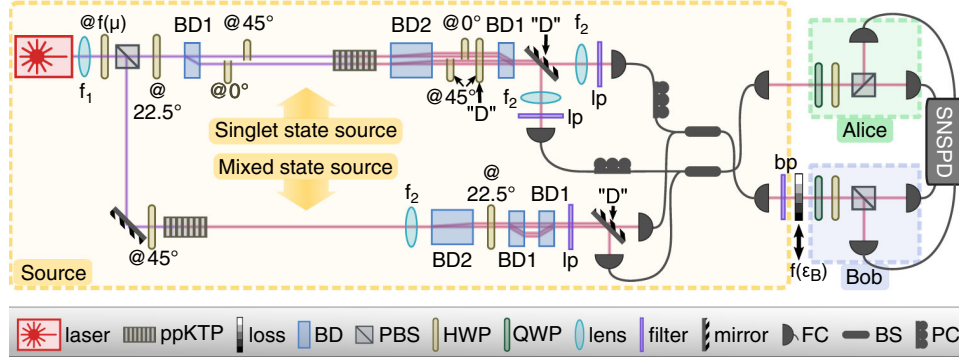 @f(μ)
BD1
@45°
BD2
@0°
BD1
"D"
f2
f1
@
22.5°
@0°
@45°
"D"
f2
lp
lp
Singlet state source
Mixed state source
Alice
SNSPD
bp
f2
@
22.5°
BD1
"D"
@45°
BD2
BD1
lp
f(εB)
Bob
Source
laser
ppKTP
loss
BD
PBS
HWP
QWP
lens
filter
mirror
FC
BS
PC